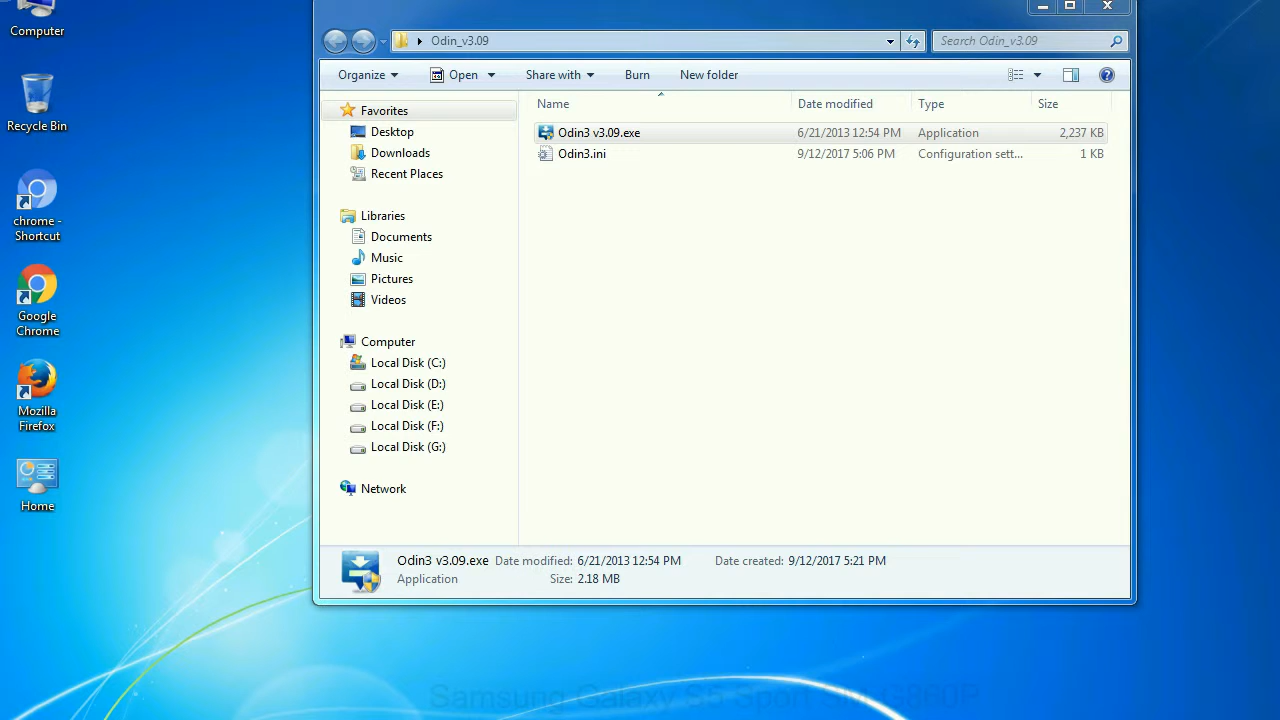 Computer
Recycle Bin
chrome -
Shortcut
Google
Chrome
Mozilla
Firefox
Home
Odin_v3.09
Search Odin_v3.09
Organize
Open
Share with
Burn
New folder
Favorites
Desktop
Downloads
Recent Places
Libraries
Documents
Music
Pictures
Videos
Computer
Local Disk (C:)
Local Disk (D:)
Local Disk (E:)
Local Disk (F:)
Local Disk (G:)
Network
Name Date modified Type Size
Odin3 v3.09.exe 6/21/2013 12:54 PM Application 2,237 KB
Odin3.ini 9/12/2017 5:06 PM Configuration sett... 1 KB
Odin3 v3.09.exe Date modified: 6/21/2013 12:54 PM Date created: 9/12/2017 5:21 PM
Application Size: 2.18 MB
Samsung Galaxy S5 Sport